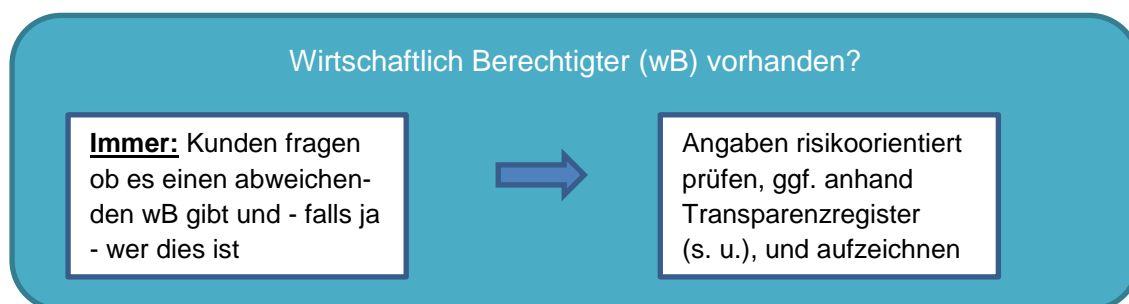 Wirtschaftlich Berechtigter (wB) vorhanden?
Immer: Kunden fragen
ob es einen abweichen-
den wB gibt und - falls ja
- wer dies ist
Angaben risikoorientiert
prüfen, ggf. anhand
Transparenzregister
(s. u.), und aufzeichnen